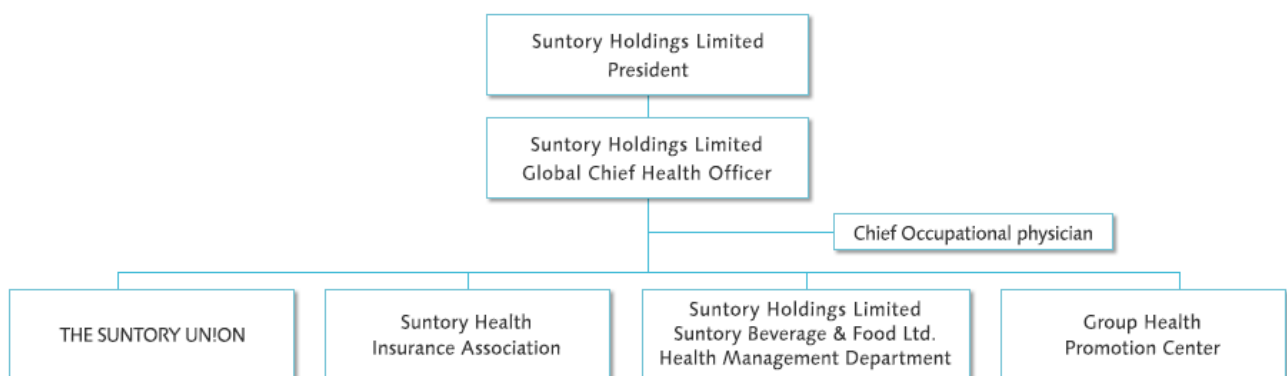 Suntory Holdings Limited
President
Suntory Holdings Limited
Global Chief Health Officer
Chief Occupational physician
THE SUNTORY UN!ON
Suntory Health
Insurance Association
Suntory Holdings Limited
Suntory Beverage & Food Ltd.
Health Management Department
Group Health
Promotion Center